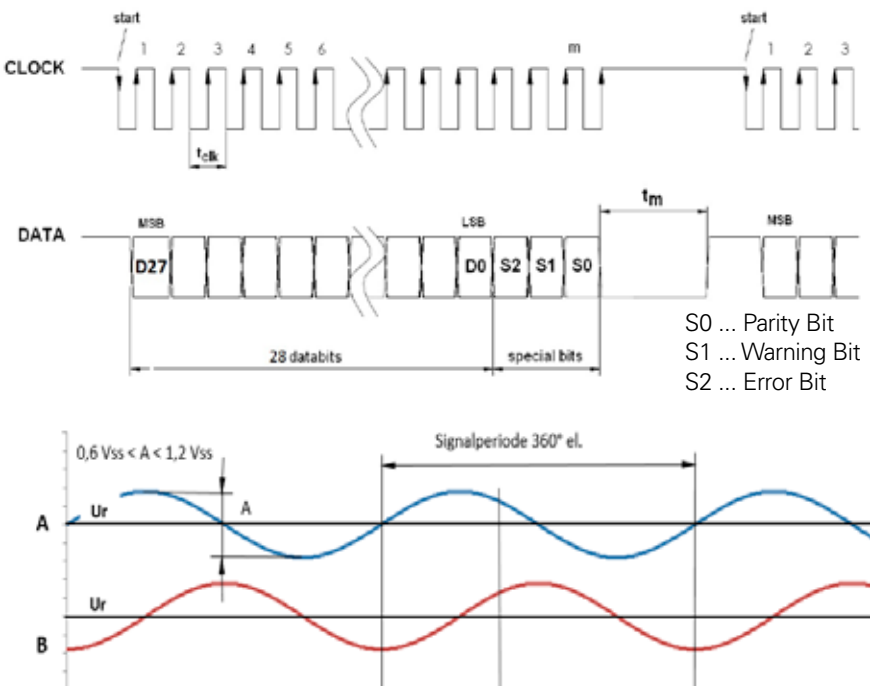 start start
1 2 3 4 5 6 m 1 2 3
CLOCK
tclk
tm
MSB LSB MSB
DATA
D27 D0 S2 S1 S0
S0 ... Parity Bit
S1 ... Warning Bit
S2 ... Error Bit
28 databits special bits
0,6 Vss < A < 1,2 Vss
Signalperiode 360° el.
A Ur A
Ur
B